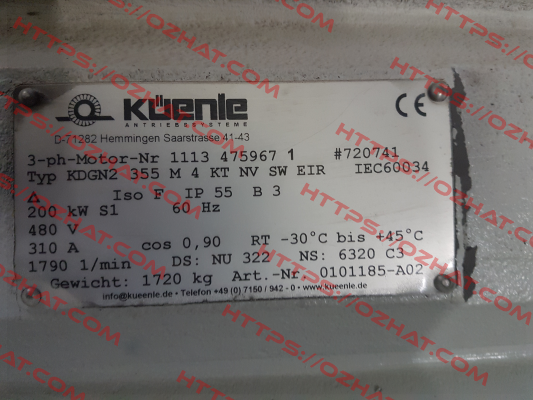 KÜENLE
ANTRIEBSSYSTEME
CE
D-71282 Hemmingen Saarstrasse 41-43
3-ph-Motor-Nr 1113 475967 1 #720741
Typ KDGN2 355 M 4 KT NV SW EIR IEC60034
Δ Iso F IP 55 B 3
200 kW S1 60 Hz
480 V
310 A cos 0,90 RT -30°C bis +45°C
1790 1/min DS: NU 322 NS: 6320 C3
Gewicht: 1720 kg Art.-Nr. 0101185-A02
info@kueenle.de • Telefon +49 (0) 7150 / 942 - 0 • www.kueenle.de
HTTPS://OZHAT.COM